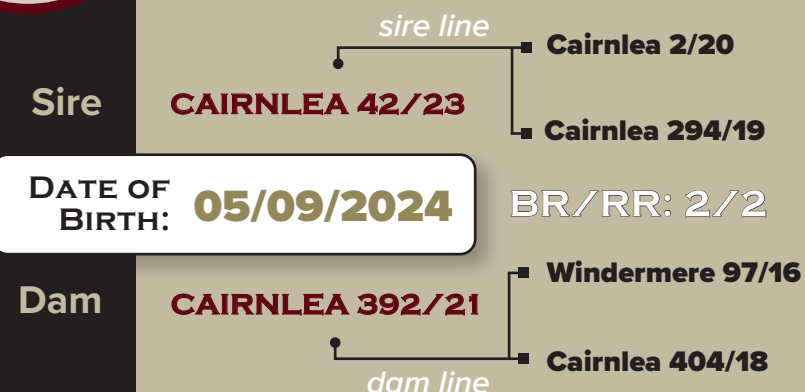 sire line
Cairnlea 2/20
Sire
CAIRNLEA 42/23
Cairnlea 294/19
DATE OF
BIRTH:
05/09/2024
BR/RR: 2/2
Windermere 97/16
Dam
CAIRNLEA 392/21
Cairnlea 404/18
dam line